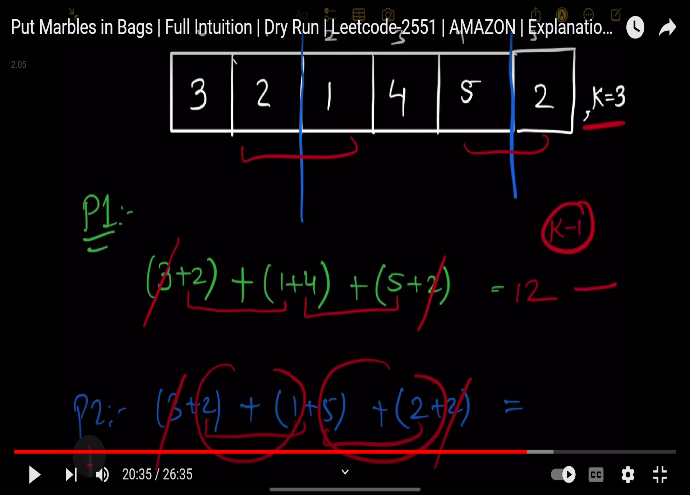 Put Marbles in Bags | Full Intuition | Dry Run | Leetcode-2551 | AMAZON | Explanatio...
2.05
3 2 1 4 5 2 , K=3
P1:-
K-1
(3+2) + (1+4) + (5+2) = 12
P2:- (3+2) + (1+5) + (2+2) =
20:35 / 26:35
CC